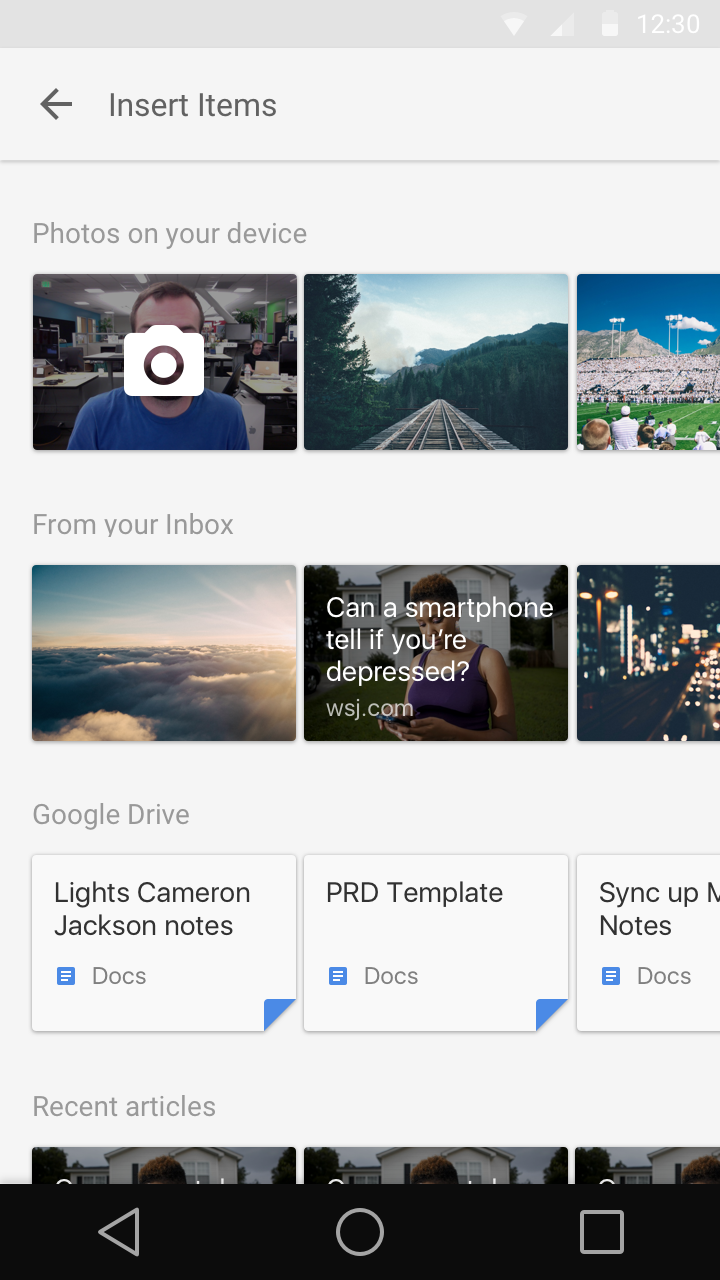 12:30
Insert Items
Photos on your device
From your Inbox
Can a smartphone
tell if you're
depressed?
wsj.com
Google Drive
Lights Cameron
Jackson notes
Docs
PRD Template
Docs
Sync up M
Notes
Docs
Recent articles